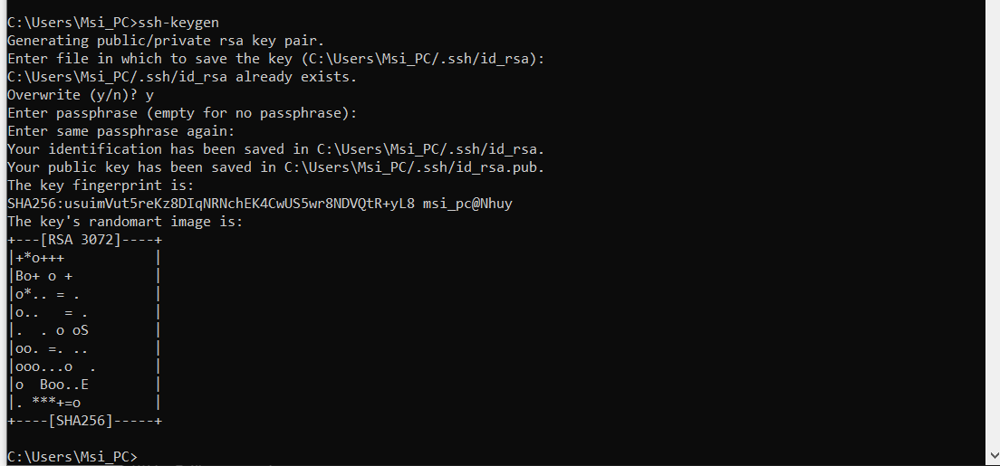 C:\Users\Msi_PC>ssh-keygen
Generating public/private rsa key pair.
Enter file in which to save the key (C:\Users\Msi_PC/.ssh/id_rsa):
C:\Users\Msi_PC/.ssh/id_rsa already exists.
Overwrite (y/n)? y
Enter passphrase (empty for no passphrase):
Enter same passphrase again:
Your identification has been saved in C:\Users\Msi_PC/.ssh/id_rsa.
Your public key has been saved in C:\Users\Msi_PC/.ssh/id_rsa.pub.
The key fingerprint is:
SHA256:usuimVut5reKz8DIqNRNchEK4CwUS5wr8NDVQtR+yL8 msi_pc@Nhuy
The key's randomart image is:
+---[RSA 3072]----+
|+*o+++           |
|Bo+ o +          |
|o*.. = .         |
|o..   = .        |
|.  . o oS        |
|oo. =. ..        |
|ooo...o  .       |
|o  Boo..E        |
|. ***+=o         |
+----[SHA256]-----+
C:\Users\Msi_PC>